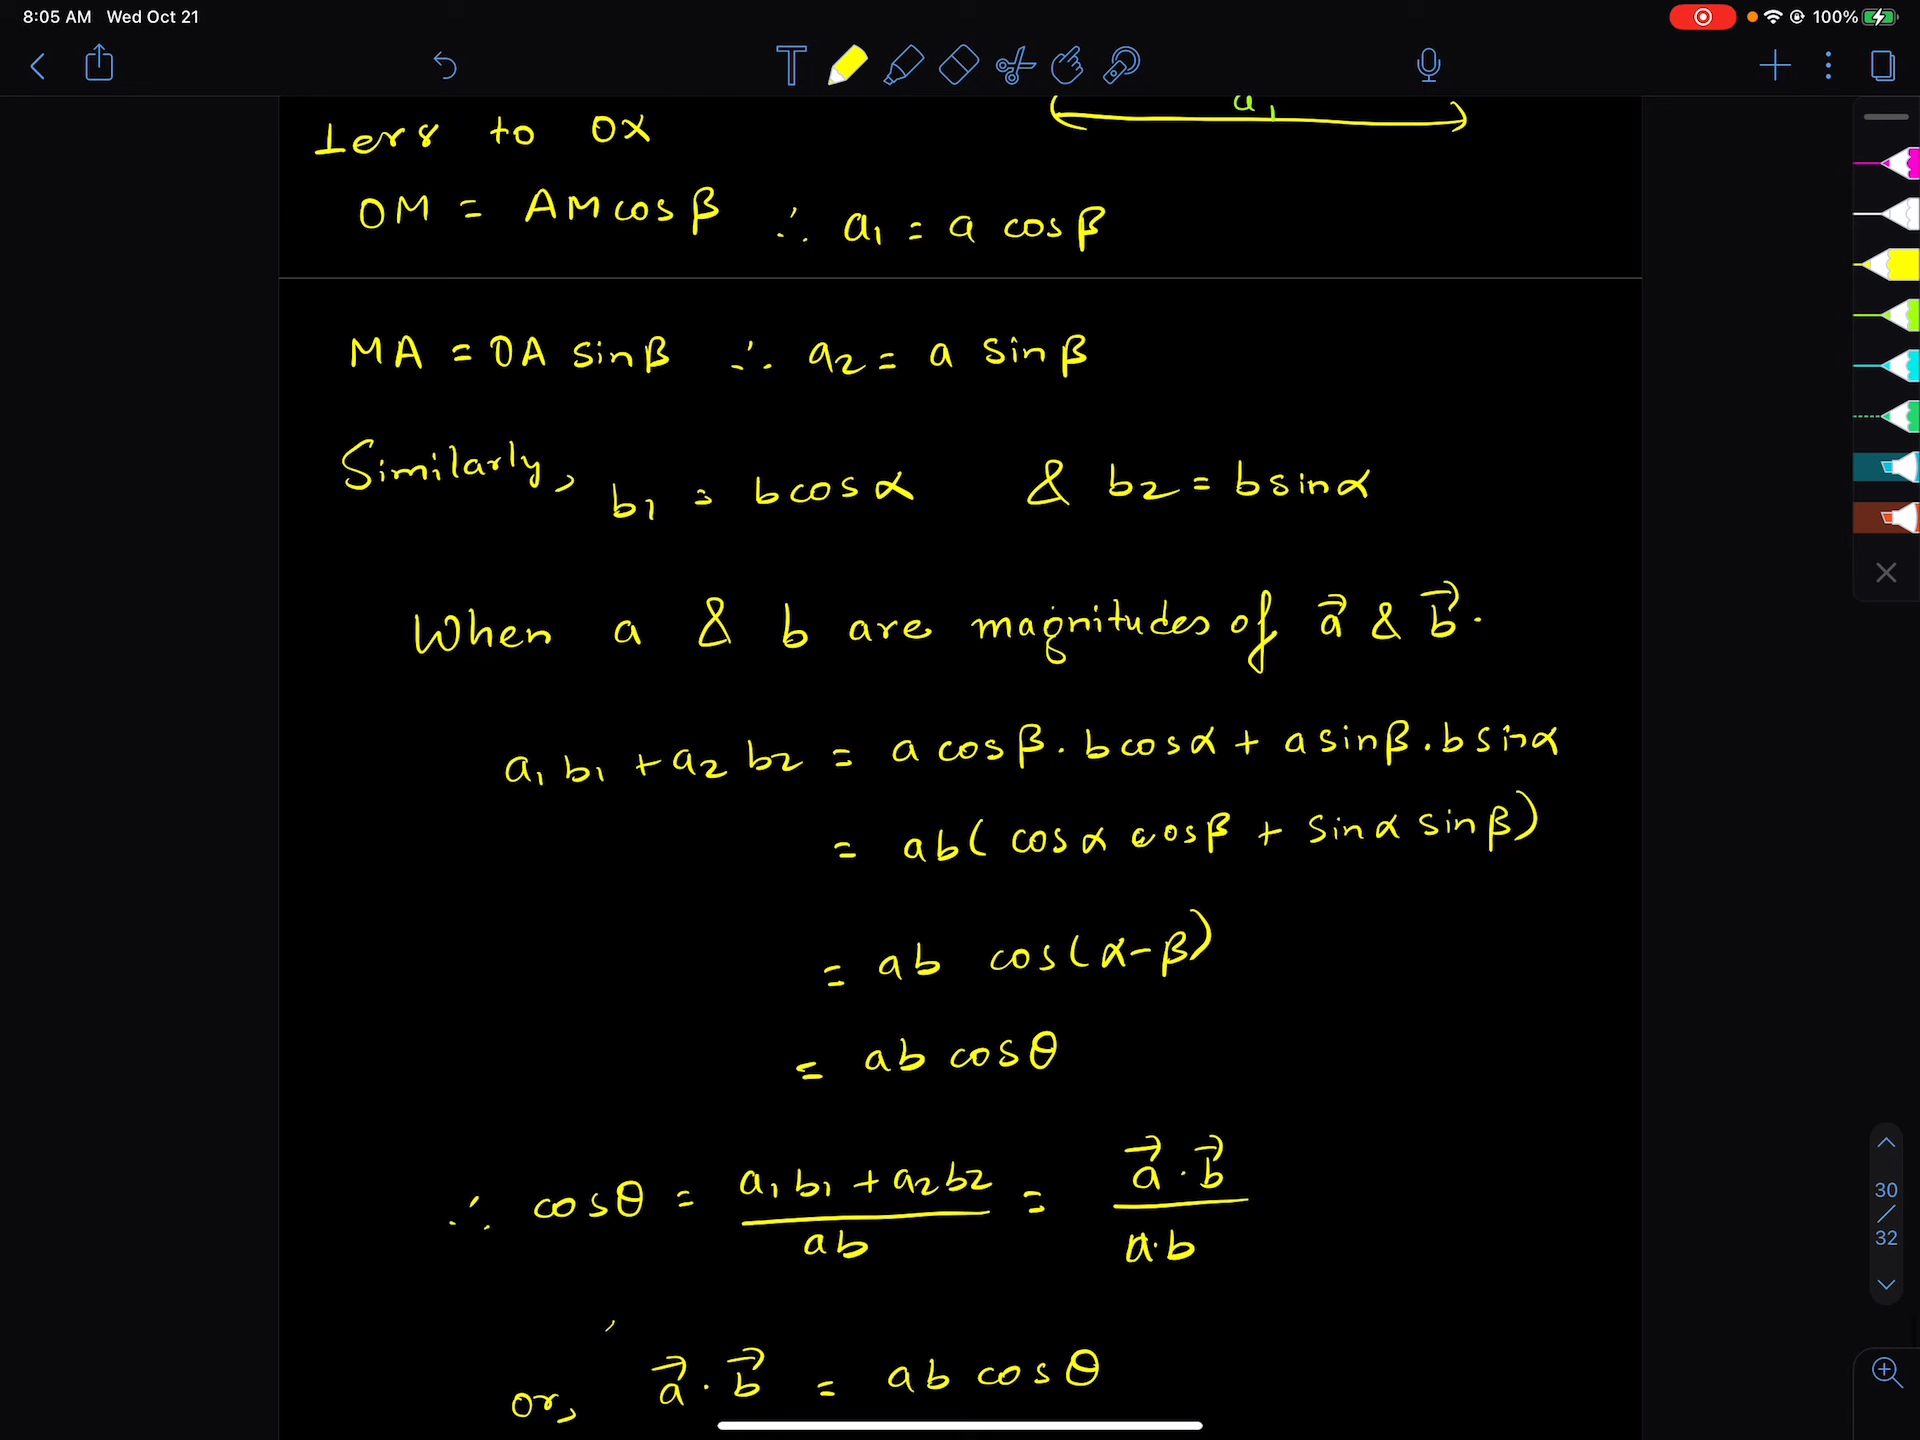 8:05 AM Wed Oct 21
100%
a₁
⊥ers to OX
OM = AM cos β ∴ a₁ = a cos β
MA = OA sin β ∴ a₂ = a sin β
Similarly, b₁ = b cos α & b₂ = b sin α
When a & b are magnitudes of a⃗ & b⃗.
a₁ b₁ + a₂ b₂ = a cos β . b cos α + a sin β . b sin α
= ab ( cos α cos β + sin α sin β )
= ab cos ( α - β )
= ab cos θ
∴ cos θ = (a₁ b₁ + a₂ b₂) / ab = (a⃗ . b⃗) / a.b
or, a⃗ . b⃗ = ab cos θ
30
/
32